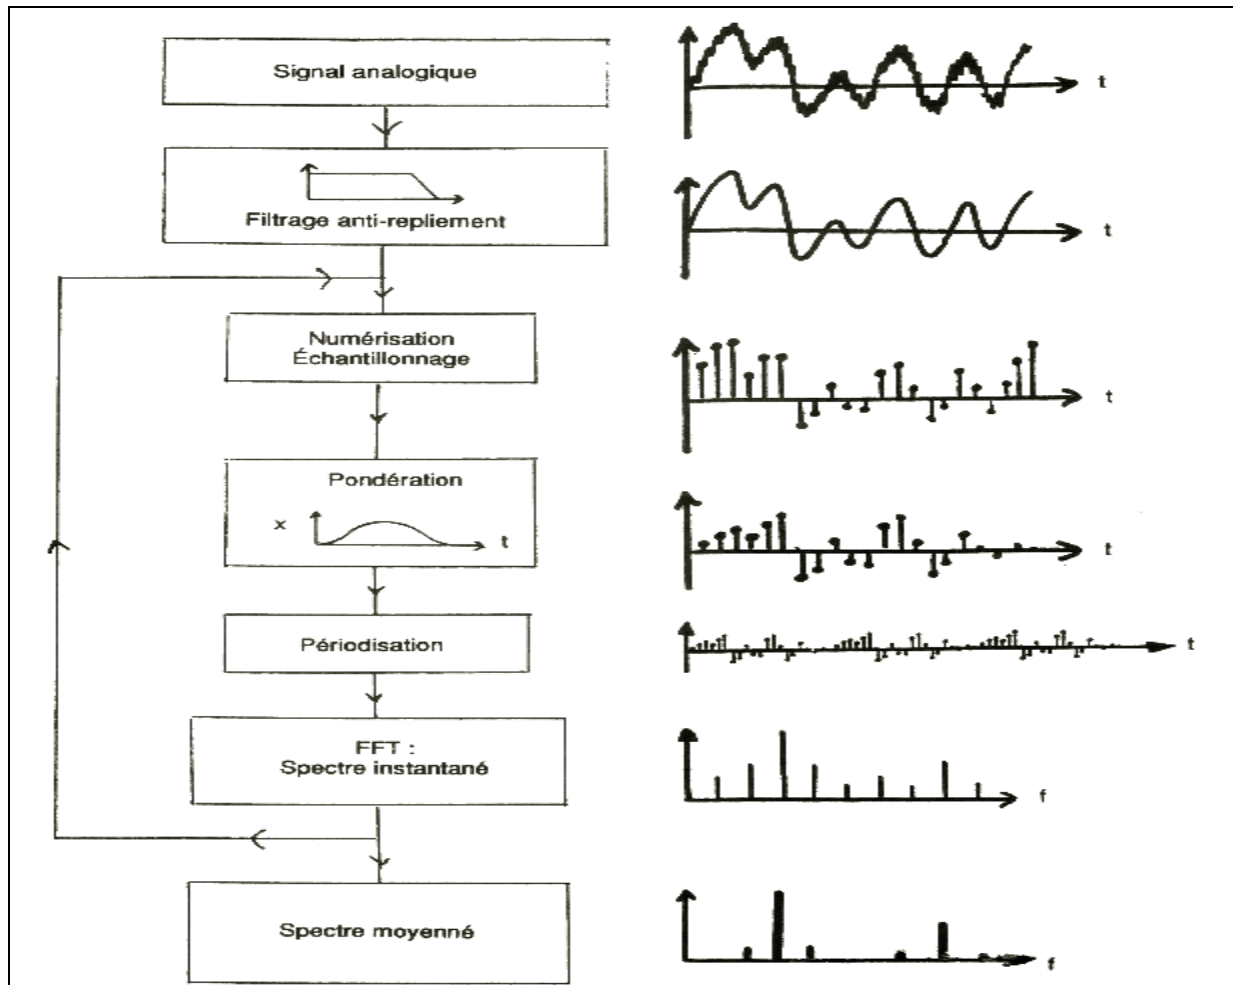 Signal analogique
t
Filtrage anti-repliement
t
Numérisation
Échantillonnage
t
Pondération
x
t
t
Périodisation
t
FFT :
Spectre instantané
f
Spectre moyenné
f